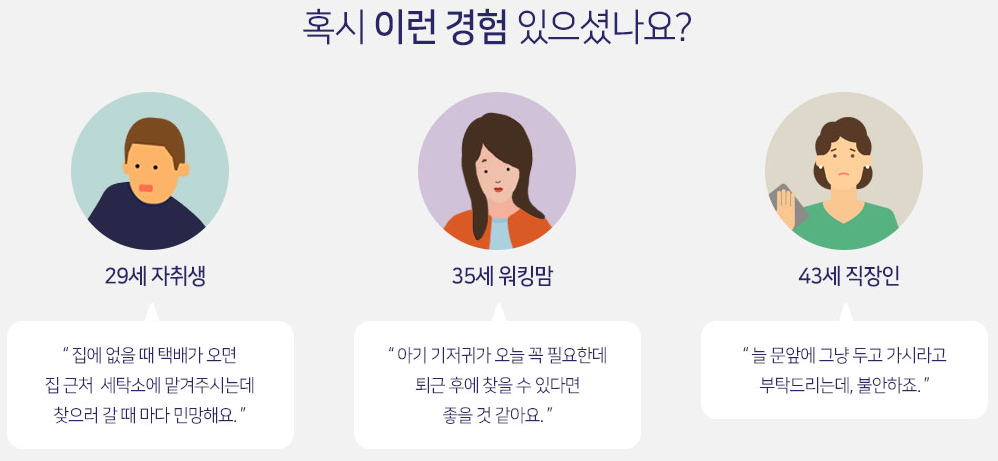 혹시 이런 경험 있으셨나요?
29세 자취생
“ 집에 없을 때 택배가 오면
집 근처 세탁소에 맡겨주시는데
찾으러 갈 때 마다 민망해요. ”
35세 워킹맘
“ 아기 기저귀가 오늘 꼭 필요한데
퇴근 후에 찾을 수 있다면
좋을 것 같아요. ”
43세 직장인
“ 늘 문앞에 그냥 두고 가시라고
부탁드리는데, 불안하죠. ”